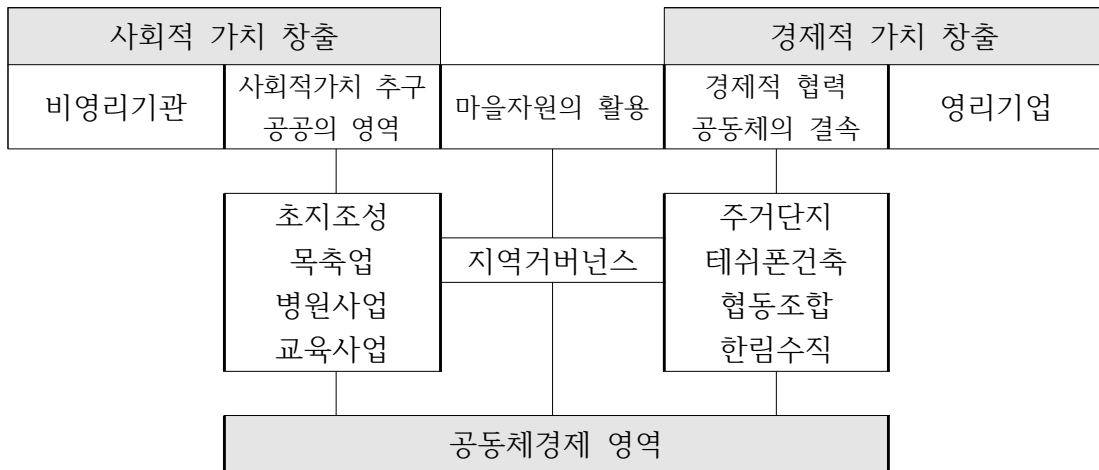 사회적 가치 창출
경제적 가치 창출
비영리기관
사회적가치 추구
공공의 영역
마을자원의 활용
경제적 협력
공동체의 결속
영리기업
초지조성
목축업
병원사업
교육사업
지역거버넌스
주거단지
테쉬폰건축
협동조합
한림수직
공동체경제 영역